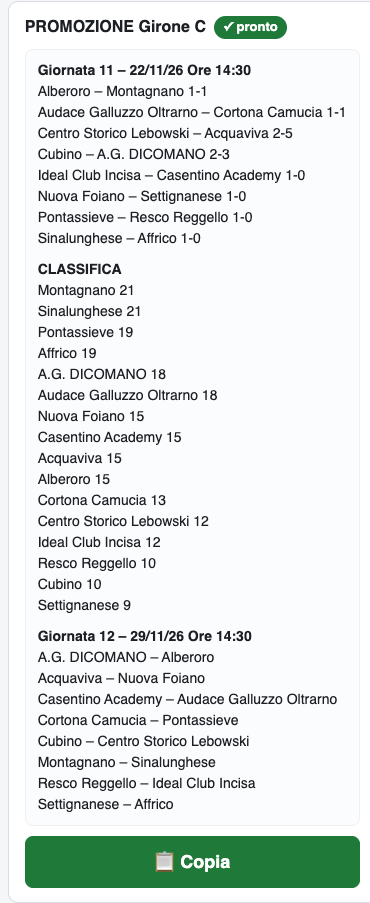 PROMOZIONE Girone C ✔ pronto
Giornata 11 – 22/11/26 Ore 14:30
Alberoro – Montagnano 1-1
Audace Galluzzo Oltrarno – Cortona Camucia 1-1
Centro Storico Lebowski – Acquaviva 2-5
Cubino – A.G. DICOMANO 2-3
Ideal Club Incisa – Casentino Academy 1-0
Nuova Foiano – Settignanese 1-0
Pontassieve – Resco Reggello 1-0
Sinalunghese – Affrico 1-0
CLASSIFICA
Montagnano 21
Sinalunghese 21
Pontassieve 19
Affrico 19
A.G. DICOMANO 18
Audace Galluzzo Oltrarno 18
Nuova Foiano 15
Casentino Academy 15
Acquaviva 15
Alberoro 15
Cortona Camucia 13
Centro Storico Lebowski 12
Ideal Club Incisa 12
Resco Reggello 10
Cubino 10
Settignanese 9
Giornata 12 – 29/11/26 Ore 14:30
A.G. DICOMANO – Alberoro
Acquaviva – Nuova Foiano
Casentino Academy – Audace Galluzzo Oltrarno
Cortona Camucia – Pontassieve
Cubino – Centro Storico Lebowski
Montagnano – Sinalunghese
Resco Reggello – Ideal Club Incisa
Settignanese – Affrico
📋 Copia